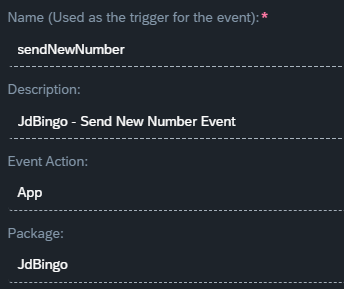 Name (Used as the trigger for the event):*
sendNewNumber
Description:
JdBingo - Send New Number Event
Event Action:
App
Package:
JdBingo